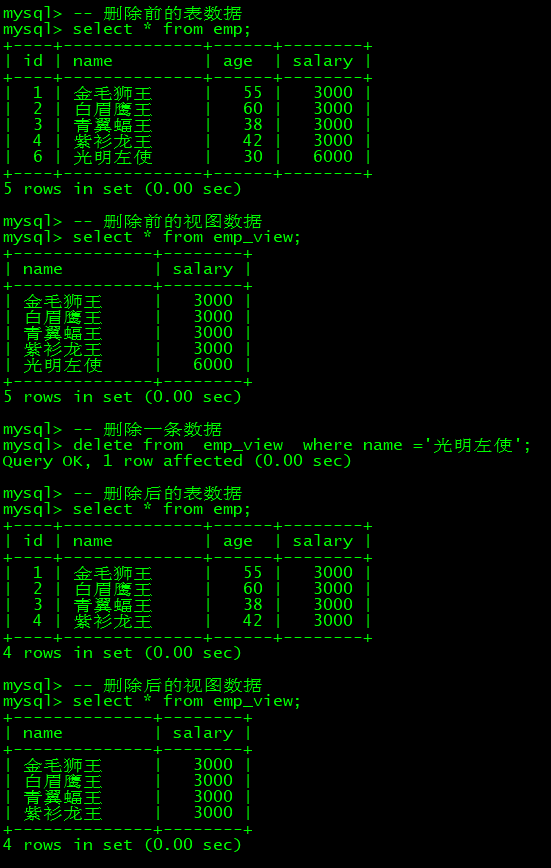 mysql> -- 删除前的表数据
mysql> select * from emp;
+----+--------------+------+--------+
| id | name         | age  | salary |
+----+--------------+------+--------+
|  1 | 金毛狮王     |   55 |   3000 |
|  2 | 白眉鹰王     |   60 |   3000 |
|  3 | 青翼蝠王     |   38 |   3000 |
|  4 | 紫衫龙王     |   42 |   3000 |
|  6 | 光明左使     |   30 |   6000 |
+----+--------------+------+--------+
5 rows in set (0.00 sec)
mysql> -- 删除前的视图数据
mysql> select * from emp_view;
+--------------+--------+
| name         | salary |
+--------------+--------+
| 金毛狮王     |   3000 |
| 白眉鹰王     |   3000 |
| 青翼蝠王     |   3000 |
| 紫衫龙王     |   3000 |
| 光明左使     |   6000 |
+--------------+--------+
5 rows in set (0.00 sec)
mysql> -- 删除一条数据
mysql> delete from  emp_view  where name ='光明左使';
Query OK, 1 row affected (0.00 sec)
mysql> -- 删除后的表数据
mysql> select * from emp;
+----+--------------+------+--------+
| id | name         | age  | salary |
+----+--------------+------+--------+
|  1 | 金毛狮王     |   55 |   3000 |
|  2 | 白眉鹰王     |   60 |   3000 |
|  3 | 青翼蝠王     |   38 |   3000 |
|  4 | 紫衫龙王     |   42 |   3000 |
+----+--------------+------+--------+
4 rows in set (0.00 sec)
mysql> -- 删除后的视图数据
mysql> select * from emp_view;
+--------------+--------+
| name         | salary |
+--------------+--------+
| 金毛狮王     |   3000 |
| 白眉鹰王     |   3000 |
| 青翼蝠王     |   3000 |
| 紫衫龙王     |   3000 |
+--------------+--------+
4 rows in set (0.00 sec)